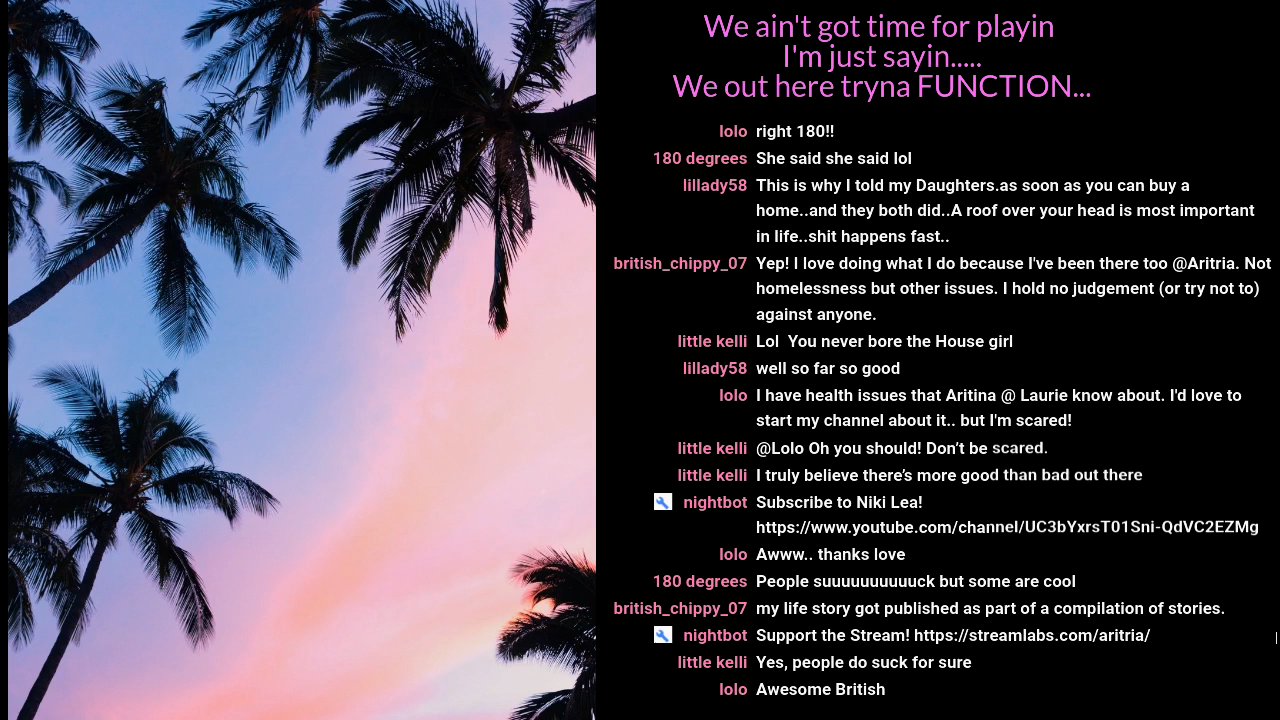 We ain't got time for playin
I'm just sayin.....
We out here tryna FUNCTION...
lolo right 180!!
180 degrees She said she said lol
lillady58 This is why I told my Daughters.as soon as you can buy a
home..and they both did..A roof over your head is most important
in life..shit happens fast..
british_chippy_07 Yep! I love doing what I do because I've been there too @Aritria. Not
homelessness but other issues. I hold no judgement (or try not to)
against anyone.
little kelli Lol  You never bore the House girl
lillady58 well so far so good
lolo I have health issues that Aritina @ Laurie know about. I'd love to
start my channel about it.. but I'm scared!
little kelli @Lolo Oh you should! Don’t be scared.
little kelli I truly believe there’s more good than bad out there
nightbot Subscribe to Niki Lea!
https://www.youtube.com/channel/UC3bYxrsT01Sni-QdVC2EZMg
lolo Awww.. thanks love
180 degrees People suuuuuuuuuuck but some are cool
british_chippy_07 my life story got published as part of a compilation of stories.
nightbot Support the Stream! https://streamlabs.com/aritria/
little kelli Yes, people do suck for sure
lolo Awesome British